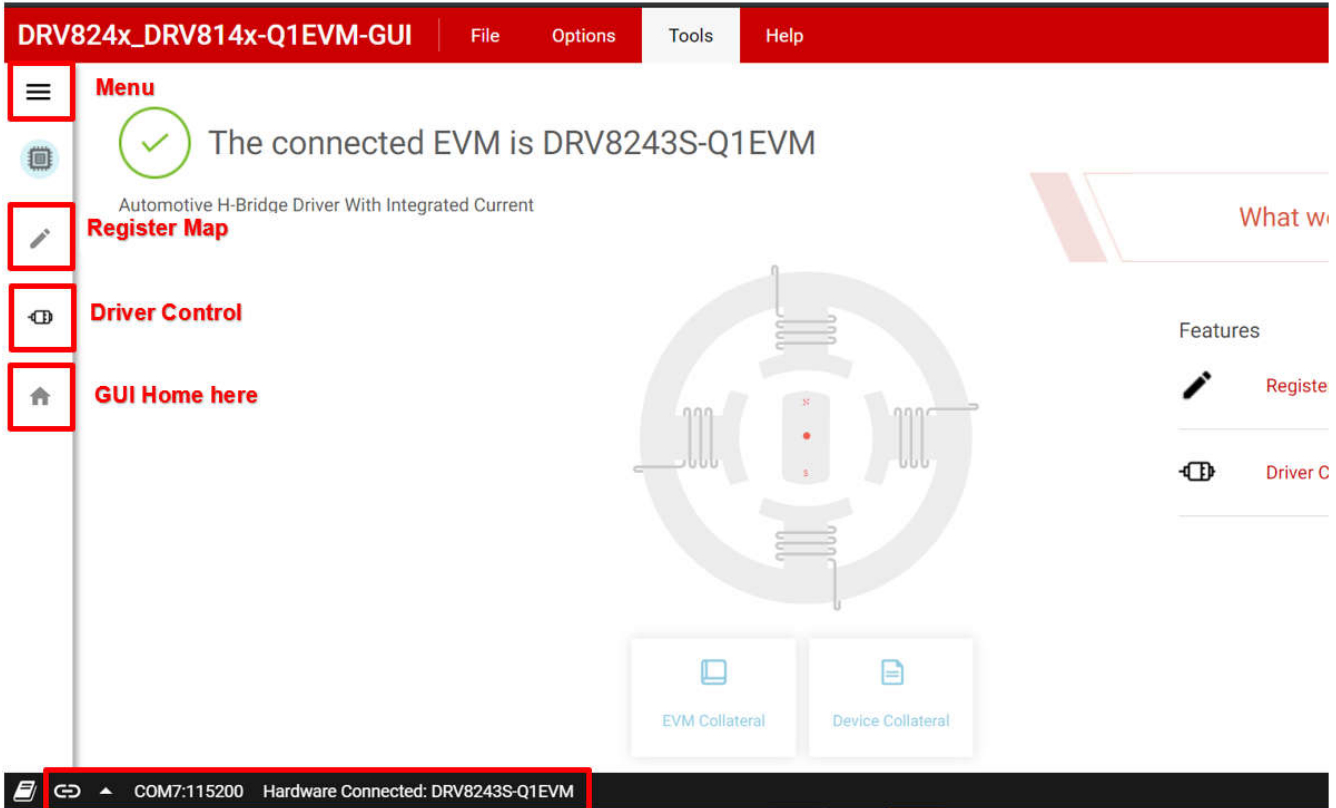 DRV824x_DRV814x-Q1EVM-GUI File Options Tools Help
Menu
The connected EVM is DRV8243S-Q1EVM
Automotive H-Bridge Driver With Integrated Current
Register Map
What w
Driver Control
Features
GUI Home here
Registe
Driver C
N
S
EVM Collateral
Device Collateral
COM7:115200 Hardware Connected: DRV8243S-Q1EVM